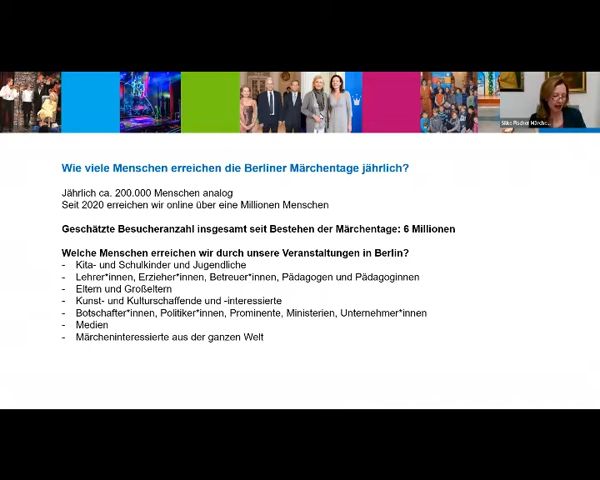 Silke Fischer Märche...
Wie viele Menschen erreichen die Berliner Märchentage jährlich?
Jährlich ca. 200.000 Menschen analog
Seit 2020 erreichen wir online über eine Millionen Menschen
Geschätzte Besucheranzahl insgesamt seit Bestehen der Märchentage: 6 Millionen
Welche Menschen erreichen wir durch unsere Veranstaltungen in Berlin?
- Kita- und Schulkinder und Jugendliche
- Lehrer*innen, Erzieher*innen, Betreuer*innen, Pädagogen und Pädagoginnen
- Eltern und Großeltern
- Kunst- und Kulturschaffende und -interessierte
- Botschafter*innen, Politiker*innen, Prominente, Ministerien, Unternehmer*innen
- Medien
- Märcheninteressierte aus der ganzen Welt